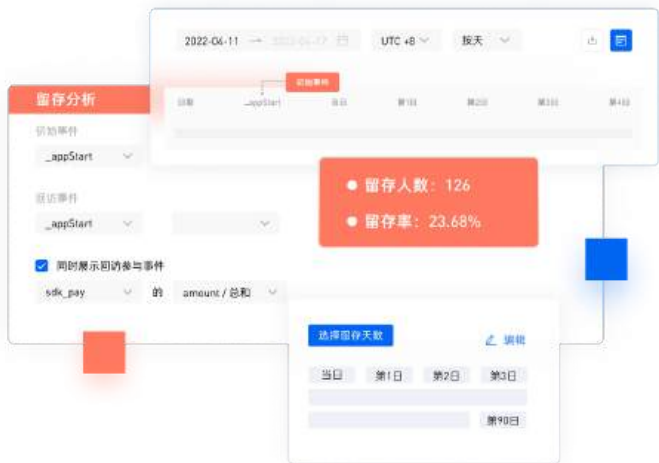 2022-04-11 → 2022-04-17 UTC +8 按天
初始事件
日期 _appStart 当日 第1日 第2日 第3日 第4日
留存分析
初始事件
_appStart
回访事件
_appStart
同时展示回访参与事件
sdk_pay 的 amount / 总和
留存人数：126
留存率：23.68%
选择留存天数 编辑
当日 第1日 第2日 第3日
第90日